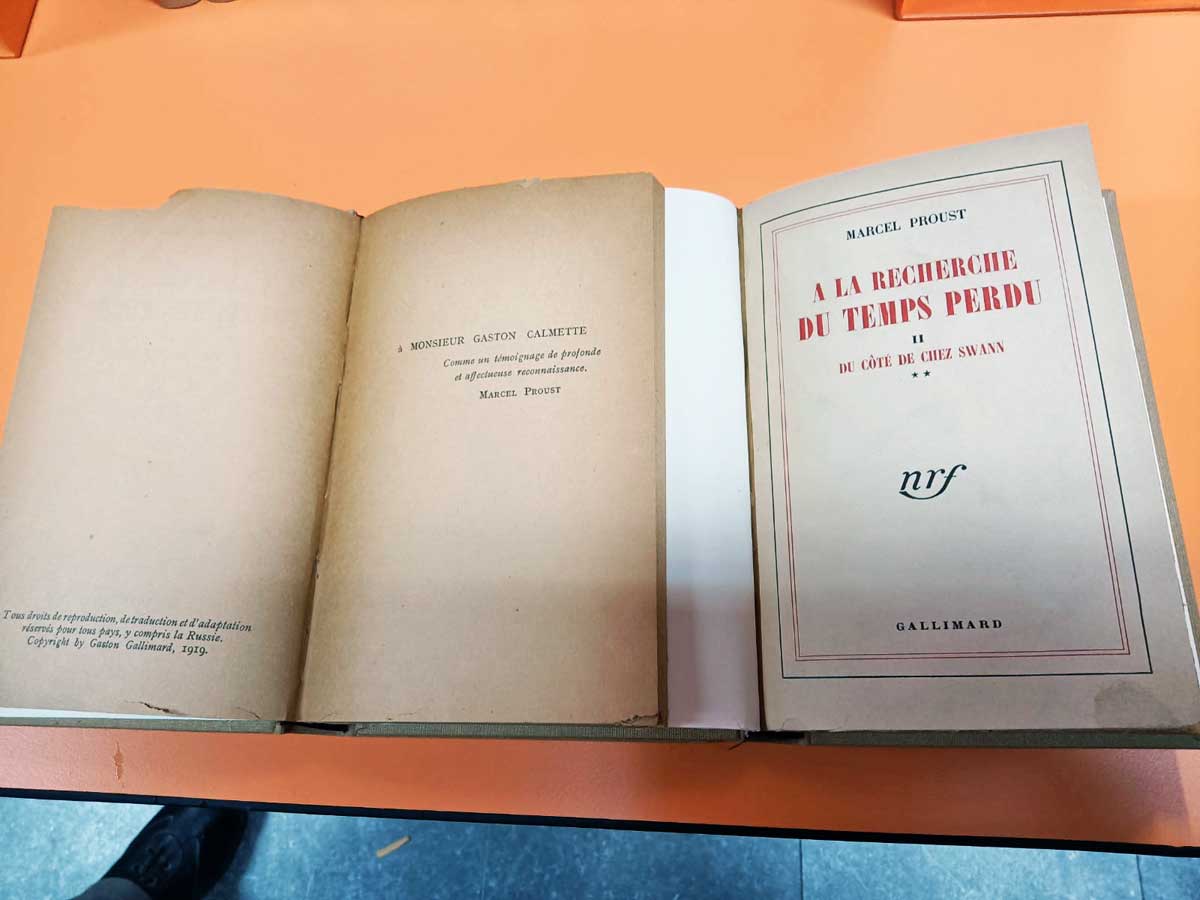 Tous droits de reproduction, de traduction et d'adaptation
réservés pour tous pays, y compris la Russie.
Copyright by Gaston Gallimard, 1919.
à MONSIEUR GASTON CALMETTE
Comme un témoignage de profonde
et affectueuse reconnaissance.
MARCEL PROUST
MARCEL PROUST
A LA RECHERCHE
DU TEMPS PERDU
II
DU CÔTÉ DE CHEZ SWANN
★ ★
nrf
GALLIMARD